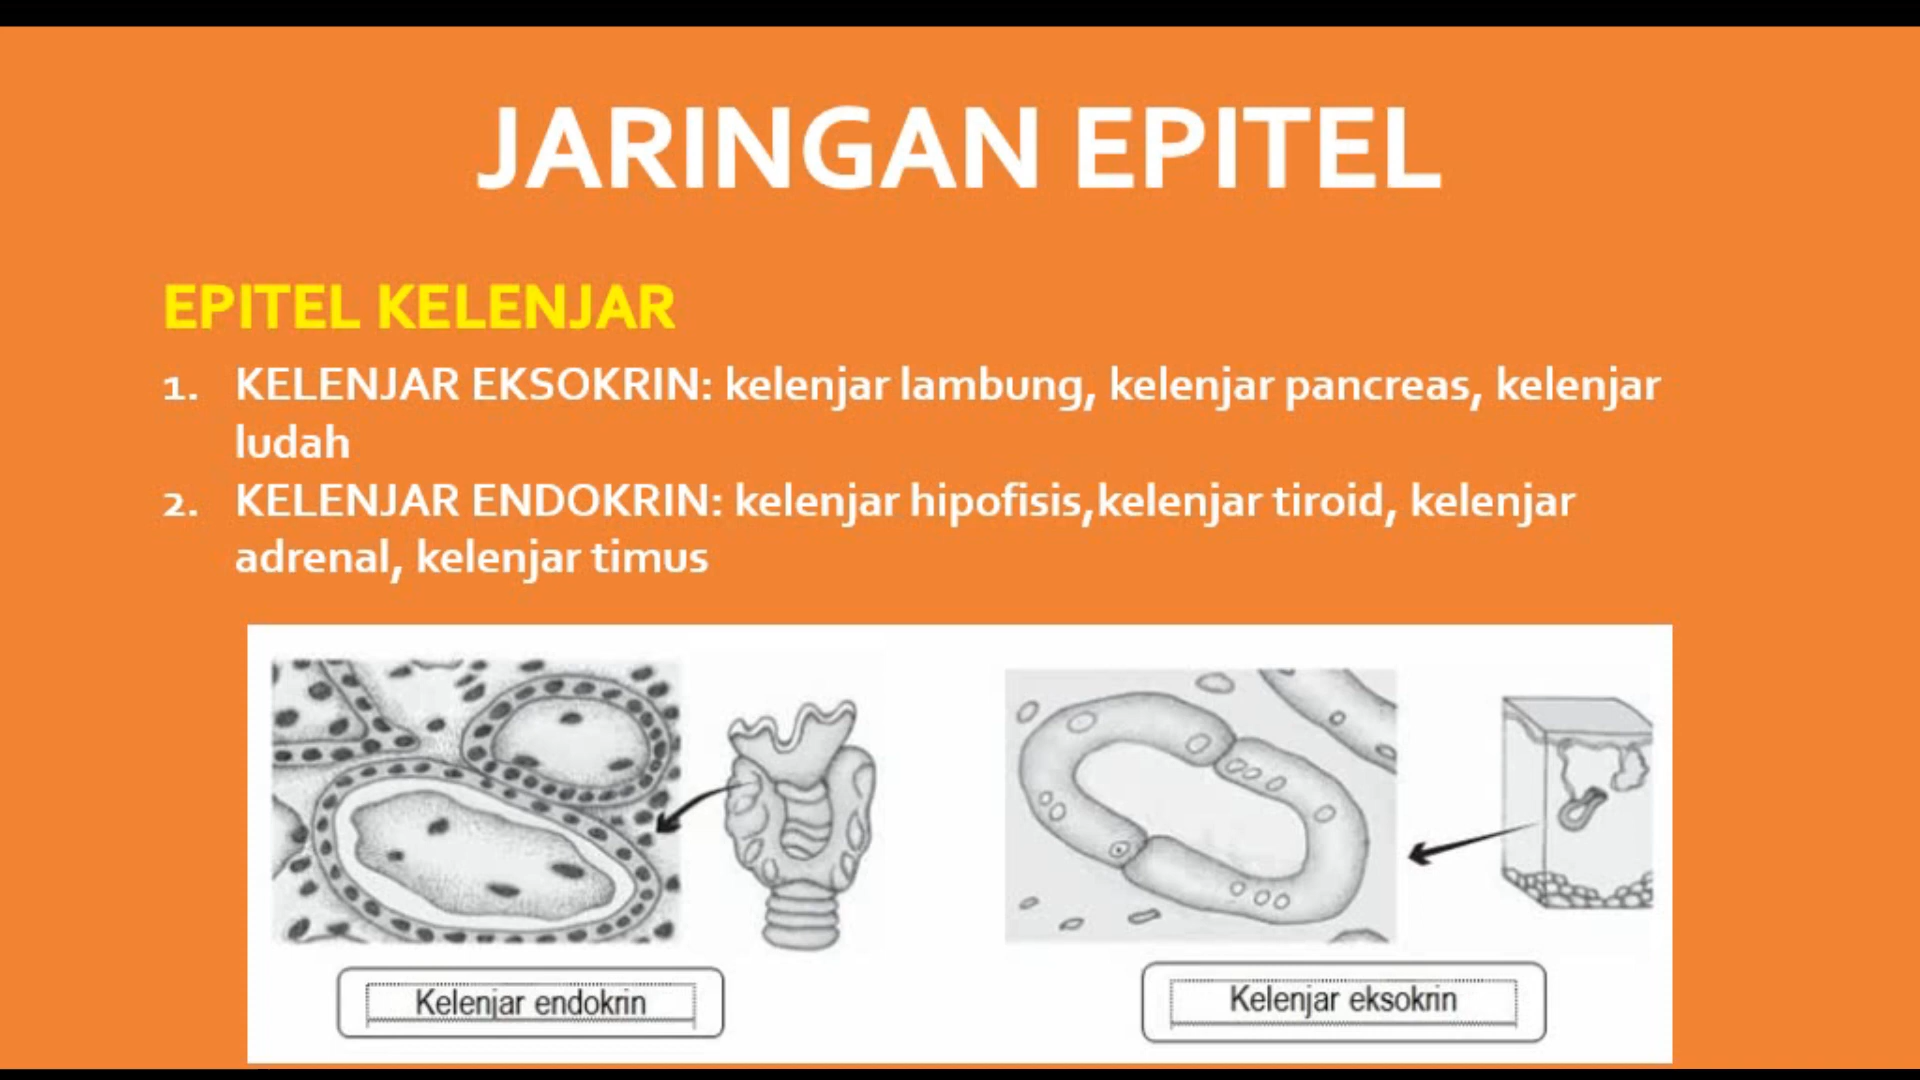 JARINGAN EPITEL
EPITEL KELENJAR
1. KELENJAR EKSOKRIN: kelenjar lambung, kelenjar pancreas, kelenjar
ludah
2. KELENJAR ENDOKRIN: kelenjar hipofisis,kelenjar tiroid, kelenjar
adrenal, kelenjar timus
Kelenjar endokrin
Kelenjar eksokrin